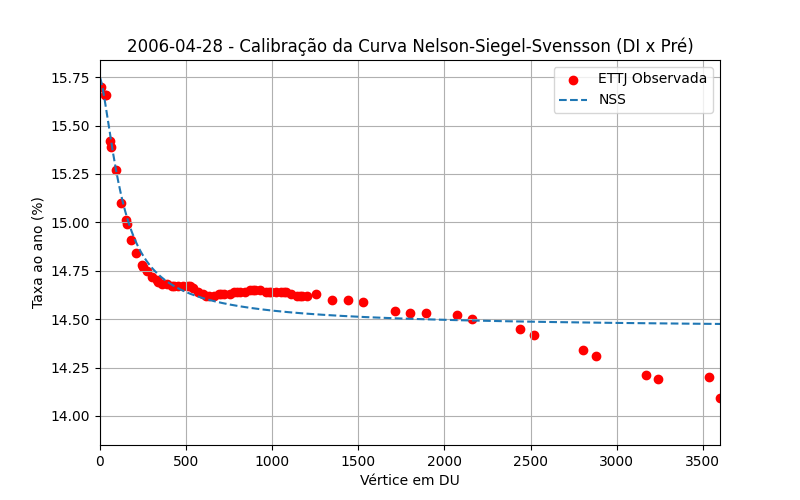 2006-04-28 - Calibração da Curva Nelson-Siegel-Svensson (DI x Pré)
ETTJ Observada
NSS
Taxa ao ano (%)
15.75
15.50
15.25
15.00
14.75
14.50
14.25
14.00
0 500 1000 1500 2000 2500 3000 3500
Vértice em DU